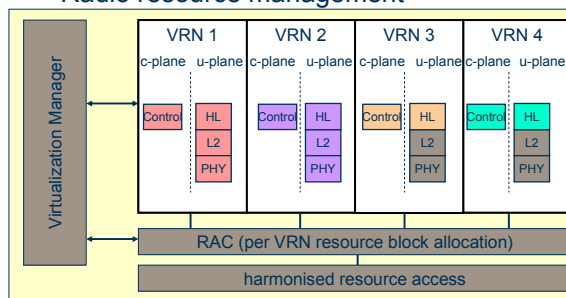 Radio resource management
VRN 1 VRN 2 VRN 3 VRN 4
c-plane u-plane c-plane u-plane c-plane u-plane c-plane u-plane
Virtualization Manager
Control HL Control HL Control HL Control HL
L2 L2 L2 L2
PHY PHY PHY PHY
RAC (per VRN resource block allocation)
harmonised resource access